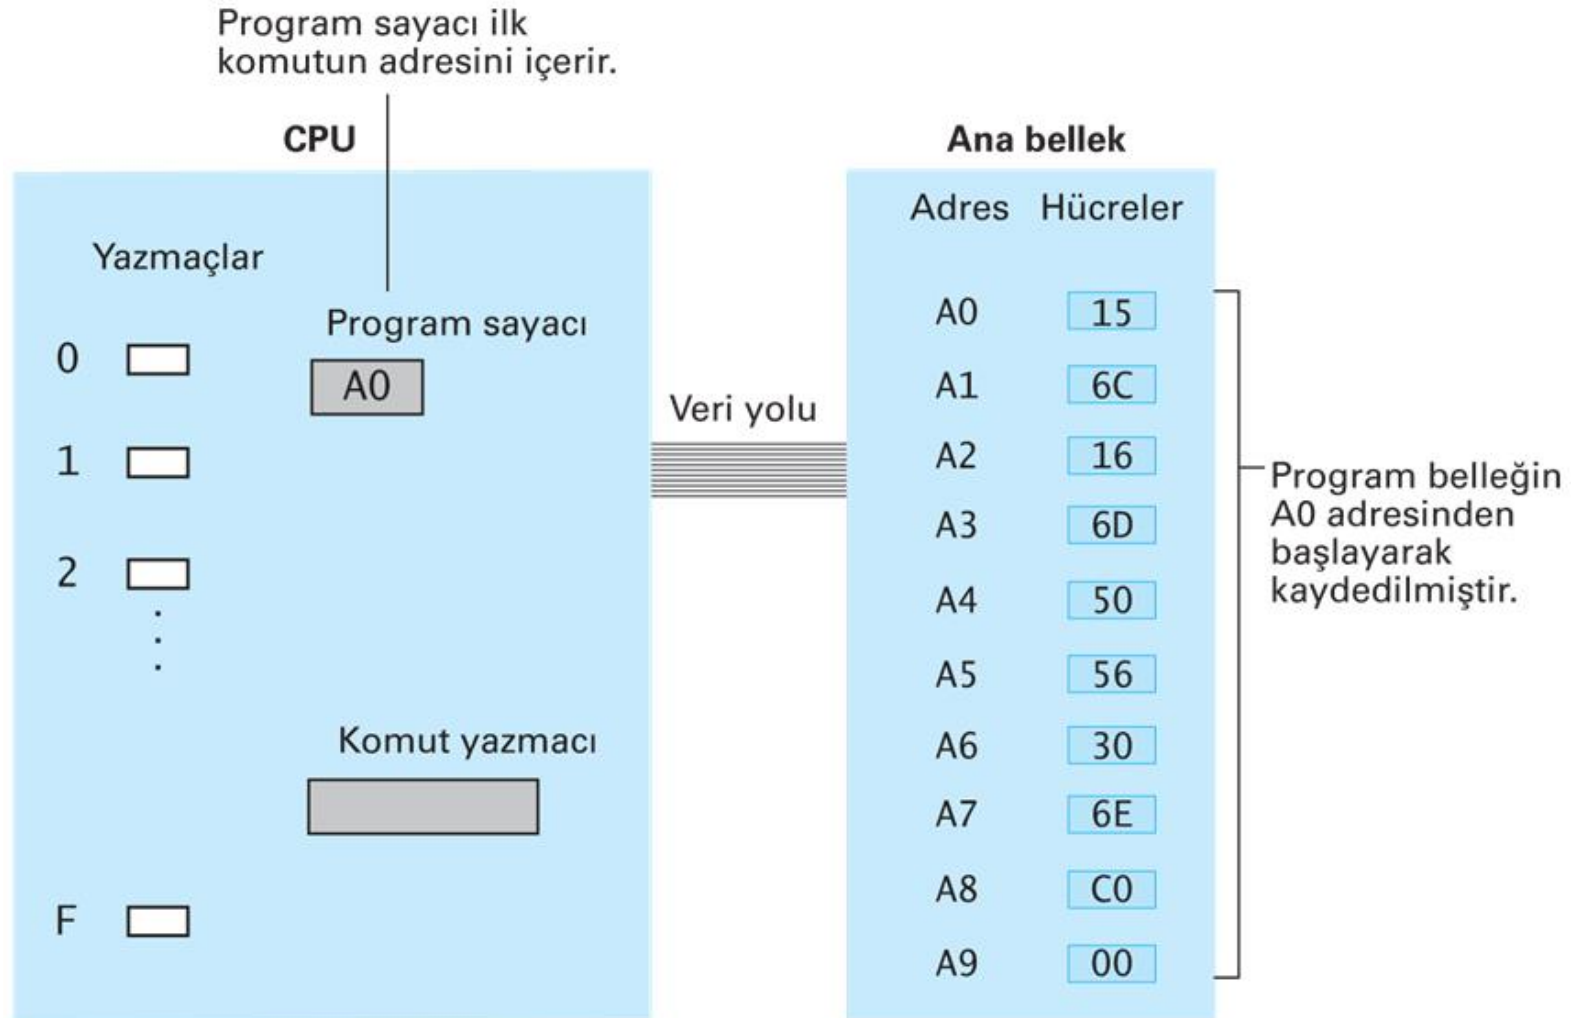 Program sayacı ilk
komutun adresini içerir.
CPU
Yazmaçlar
Program sayacı
0
A0
1
2
Komut yazmacı
F
Veri yolu
Ana bellek
Adres Hücreler
A0 15
A1 6C
A2 16
A3 6D
A4 50
A5 56
A6 30
A7 6E
A8 C0
A9 00
Program belleğin
A0 adresinden
başlayarak
kaydedilmiştir.